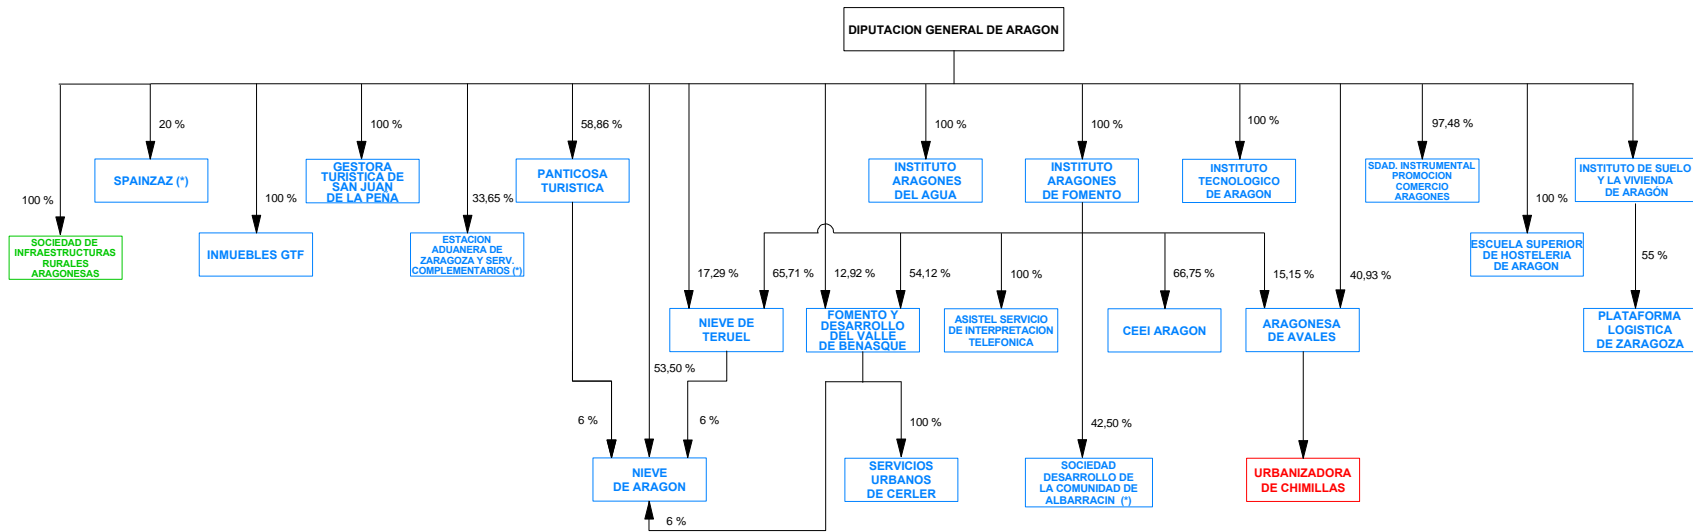 DIPUTACION GENERAL DE ARAGON
20 %
100 %
58,86 %
100 %
100 %
100 %
97,48 %
SPAINZAZ (*)
GESTORA
TURISTICA DE
SAN JUAN
DE LA PEÑA
PANTICOSA
TURISTICA
INSTITUTO
ARAGONES
DEL AGUA
INSTITUTO
ARAGONES
DE FOMENTO
INSTITUTO
TECNOLOGICO
DE ARAGON
SDAD. INSTRUMENTAL
PROMOCION
COMERCIO
ARAGONES
INSTITUTO DE SUELO
Y LA VIVIENDA
DE ARAGÓN
100 %
100 %
33,65 %
100 %
SOCIEDAD DE
INFRAESTRUCTURAS
RURALES
ARAGONESAS
INMUEBLES GTF
ESTACION
ADUANERA DE
ZARAGOZA Y SERV.
COMPLEMENTARIOS (*)
ESCUELA SUPERIOR
DE HOSTELERIA
DE ARAGON
17,29 %
65,71 %
12,92 %
54,12 %
100 %
66,75 %
15,15 %
40,93 %
55 %
NIEVE DE
TERUEL
FOMENTO Y
DESARROLLO
DEL VALLE
DE BENASQUE
ASISTEL SERVICIO
DE INTERPRETACION
TELEFONICA
CEEI ARAGON
ARAGONESA
DE AVALES
PLATAFORMA
LOGISTICA
DE ZARAGOZA
53,50 %
6 %
6 %
100 %
42,50 %
NIEVE
DE ARAGON
SERVICIOS
URBANOS
DE CERLER
SOCIEDAD
DESARROLLO DE
LA COMUNIDAD DE
ALBARRACIN (*)
URBANIZADORA
DE CHIMILLAS
6 %